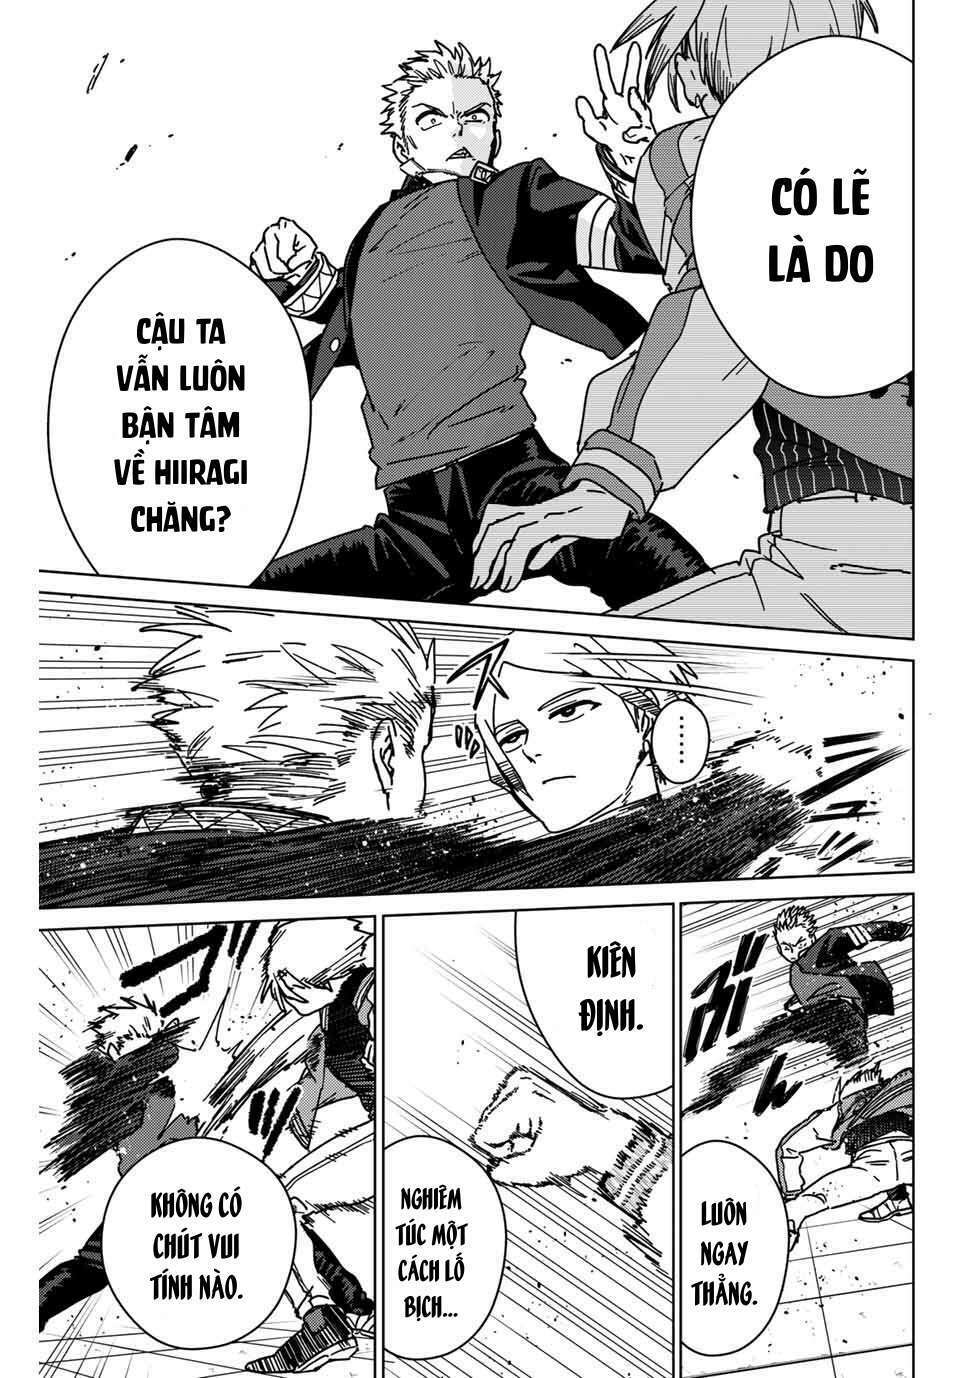 CÓ LẼ
LÀ DO
CẬU TA
VẪN LUÔN
BẬN TÂM
VỀ HIIRAGI
CHĂNG?
......
LUÔN
NGAY
THẲNG.
KIÊN
ĐỊNH.
NGHIÊM
TÚC MỘT
CÁCH LỐ
BỊCH...
KHÔNG CÓ
CHÚT VUI
TÍNH NÀO.